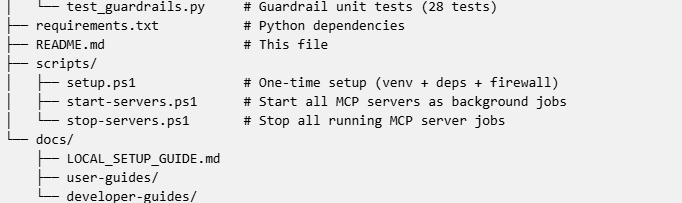 │   └── test_guardrails.py     # Guardrail unit tests (28 tests)
├── requirements.txt           # Python dependencies
├── README.md                  # This file
├── scripts/
│   ├── setup.ps1              # One-time setup (venv + deps + firewall)
│   ├── start-servers.ps1      # Start all MCP servers as background jobs
│   └── stop-servers.ps1       # Stop all running MCP server jobs
└── docs/
    ├── LOCAL_SETUP_GUIDE.md
    ├── user-guides/
    └── developer-guides/